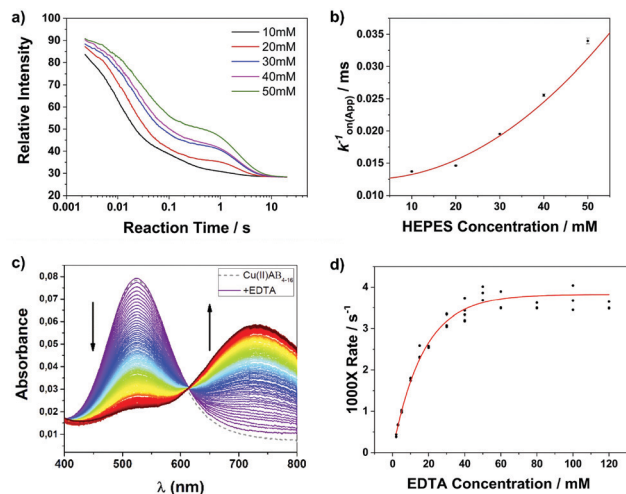 a)
Relative Intensity
100
90
80
70
60
50
40
30
20
0.001
0.01
0.1
1
10
Reaction Time / s
10mM
20mM
30mM
40mM
50mM
b)
k⁻¹on(App) / ms
0.035
0.030
0.025
0.020
0.015
0.010
10
20
30
40
50
HEPES Concentration / mM
c)
Absorbance
0,08
0,07
0,06
0,05
0,04
0,03
0,02
0,01
0,00
400
500
600
700
800
λ (nm)
Cu(II)AB4-16
+EDTA
d)
1000X Rate / s⁻¹
5
4
3
2
1
0
0
20
40
60
80
100
120
EDTA Concentration / mM